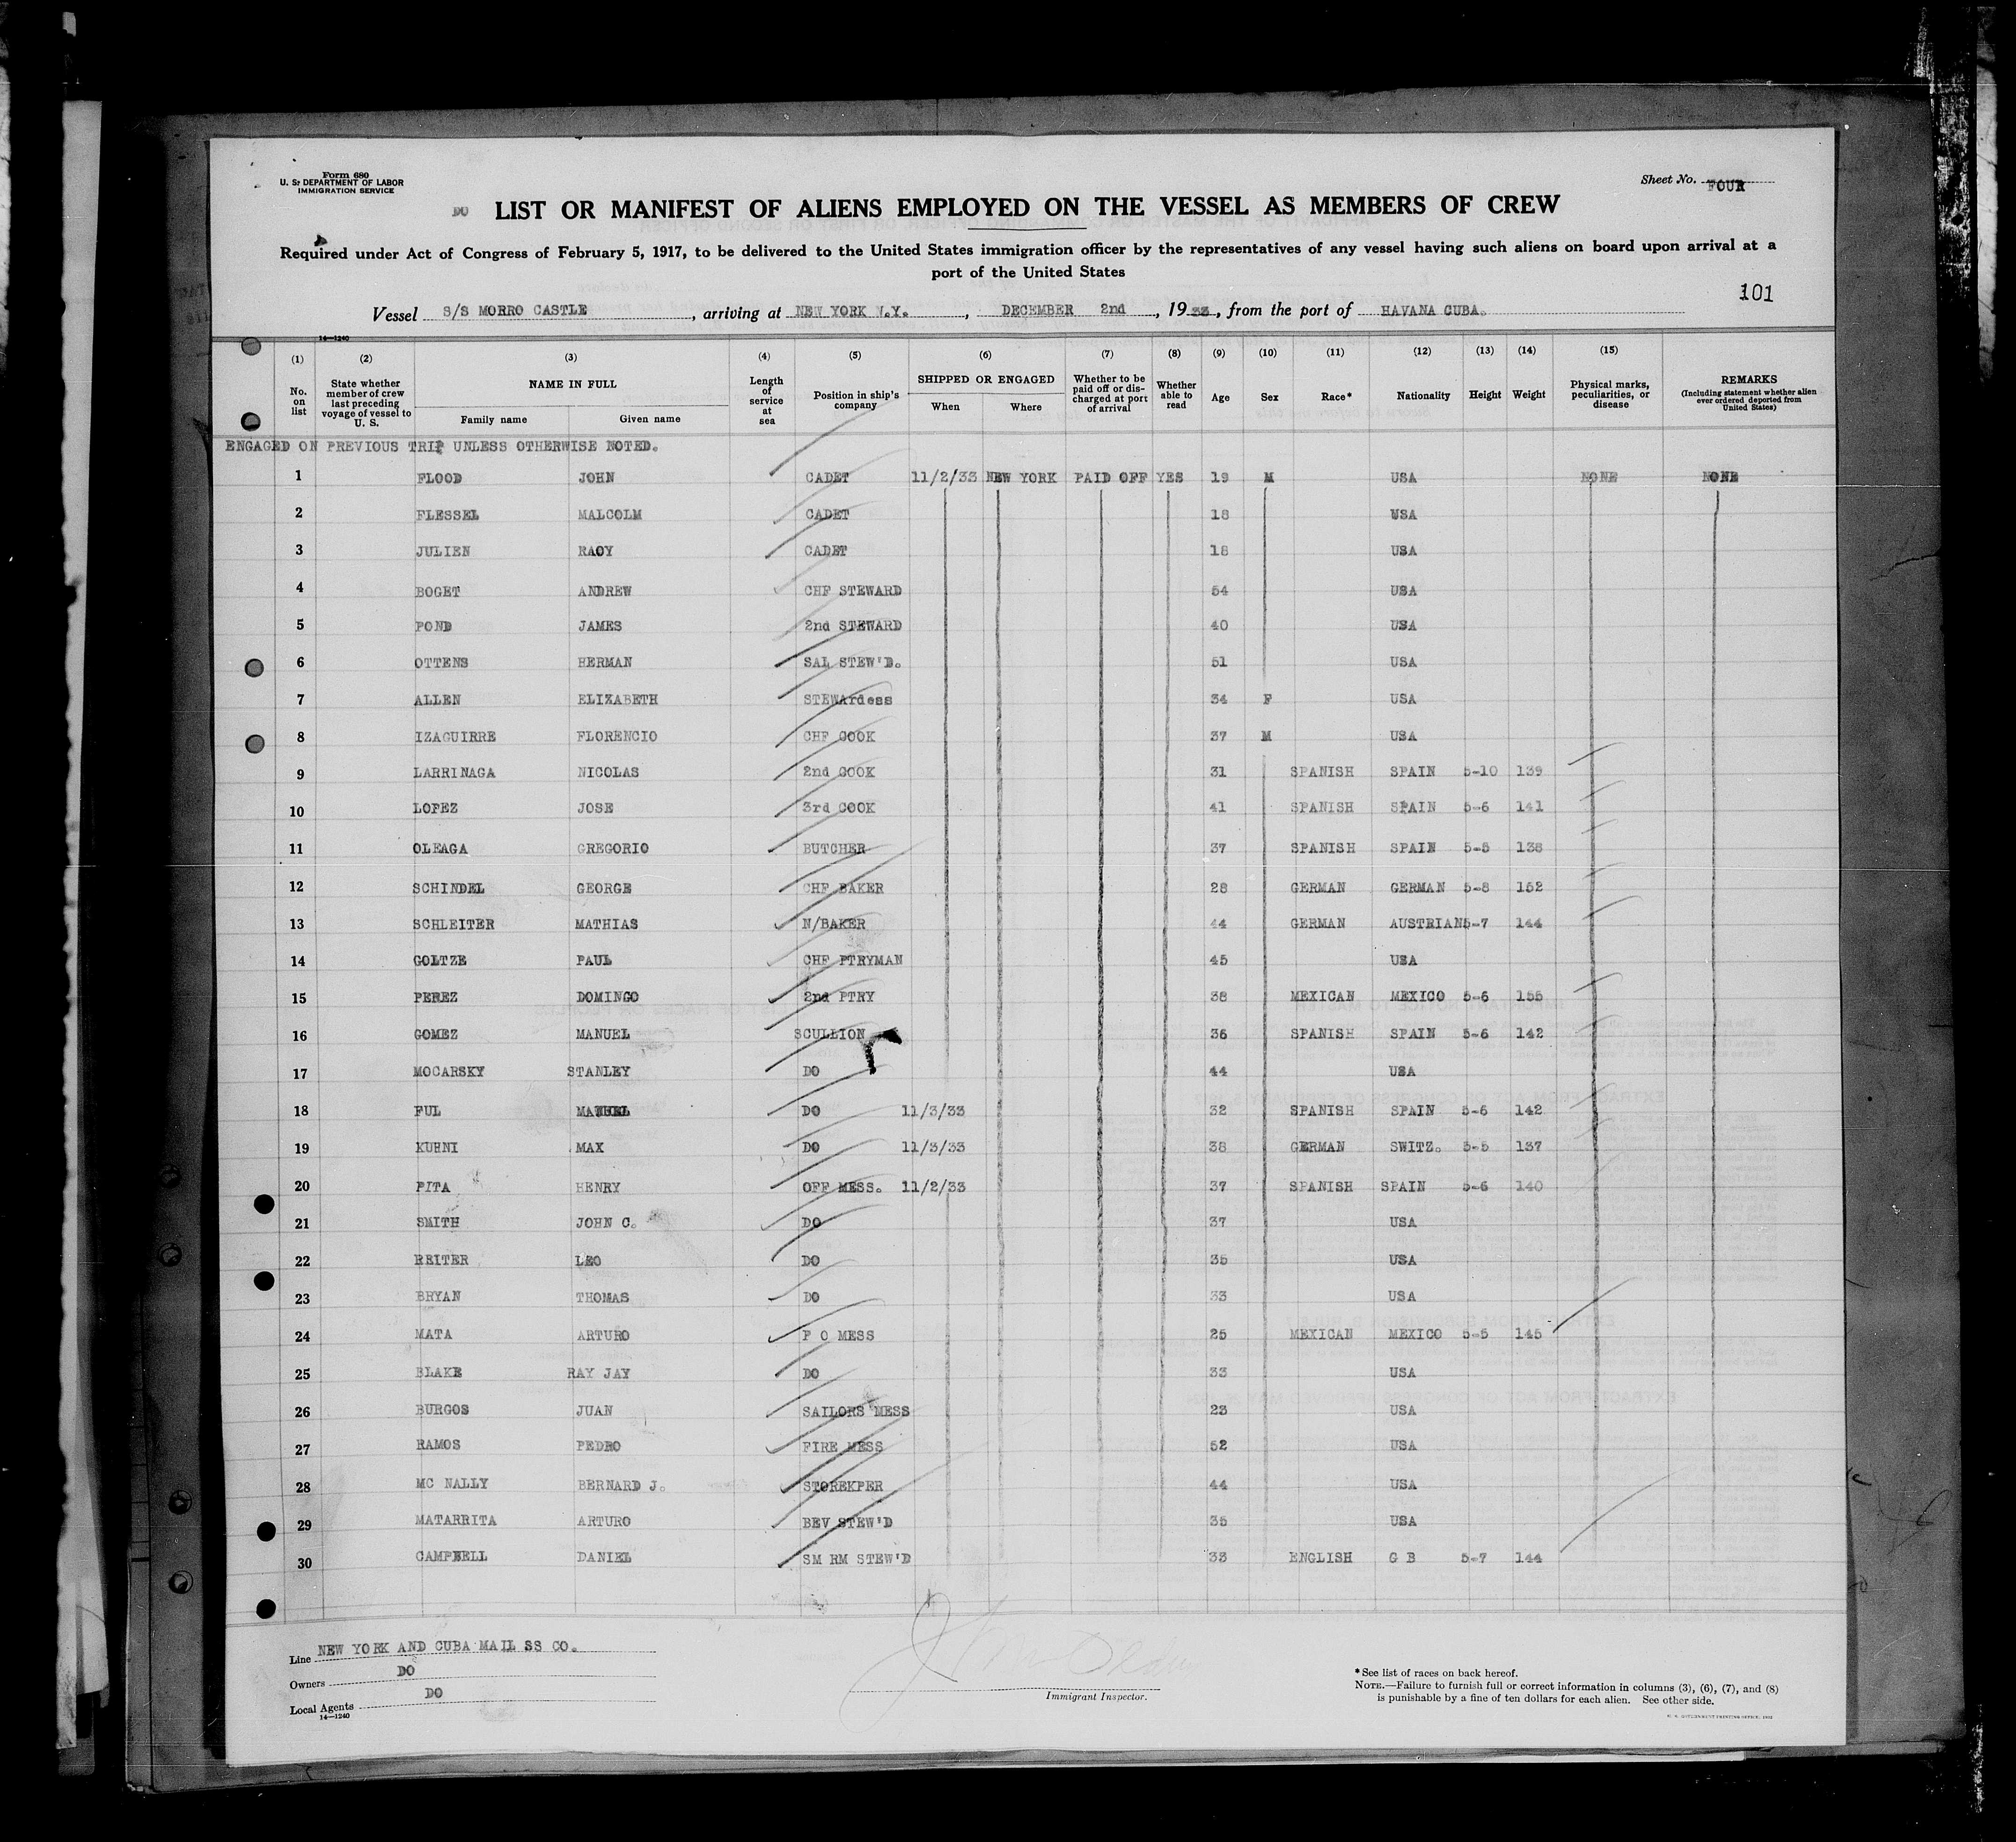 Form 680
U. S. DEPARTMENT OF LABOR
IMMIGRATION SERVICE
Sheet No. FOUR
DO LIST OR MANIFEST OF ALIENS EMPLOYED ON THE VESSEL AS MEMBERS OF CREW
Required under Act of Congress of February 5, 1917, to be delivered to the United States immigration officer by the representatives of any vessel having such aliens on board upon arrival at a
port of the United States
101
Vessel S/S MORRO CASTLE, arriving at NEW YORK N.Y., DECEMBER 2nd, 1933, from the port of HAVANA CUBA.
14—1240
(1) (2) (3) (4) (5) (6) (7) (8) (9) (10) (11) (12) (13) (14) (15)
No. on list State whether member of crew last preceding voyage of vessel to U. S. NAME IN FULL Family name Given name Length of service at sea Position in ship's company SHIPPED OR ENGAGED When Where Whether to be paid off or discharged at port of arrival Whether able to read Age Sex Race* Nationality Height Weight Physical marks, peculiarities, or disease REMARKS (Including statement whether alien ever ordered deported from United States)
ENGAGED ON PREVIOUS TRIP UNLESS OTHERWISE NOTED.
1 FLOOD JOHN CADET 11/2/33 NEW YORK PAID OFF YES 19 M USA NONE NONE
2 FLESSEL MALCOLM CADET 18 USA
3 JULIEN RAOY CADET 18 USA
4 BOGET ANDREW CHF STEWARD 54 USA
5 POND JAMES 2nd STEWARD 40 USA
6 OTTENS HERMAN SAL STEW'D. 51 USA
7 ALLEN ELIZABETH STEWArdess 34 F USA
8 IZAGUIRRE FLORENCIO CHF COOK 37 M USA
9 LARRINAGA NICOLAS 2nd COOK 31 SPANISH SPAIN 5-10 139
10 LOPEZ JOSE 3rd COOK 41 SPANISH SPAIN 5-6 141
11 OLEAGA GREGORIO BUTCHER 37 SPANISH SPAIN 5-8 138
12 SCHINDEL GEORGE CHF BAKER 28 GERMAN GERMAN 5-8 152
13 SCHLEITER MATHIAS N/BAKER 44 GERMAN AUSTRIAN 5-7 144
14 GOLTZE PAUL CHF PTRYMAN 45 USA
15 PEREZ DOMINGO 2nd PTRY 38 MEXICAN MEXICO 5-6 155
16 GOMEZ MANUEL SCULLION 36 SPANISH SPAIN 5-6 142
17 MOCARSKY STANLEY DO 44 USA
18 FUL MANUEL DO 11/3/33 32 SPANISH SPAIN 5-6 142
19 KUHNI MAX DO 11/3/33 38 GERMAN SWITZ. 5-5 137
20 PITA HENRY OFF MESS. 11/2/33 37 SPANISH SPAIN 5-6 140
21 SMITH JOHN C. DO 37 USA
22 REITER LEO DO 35 USA
23 BRYAN THOMAS DO 33 USA
24 MATA ARTURO P O MESS 25 MEXICAN MEXICO 5-5 145
25 BLAKE RAY JAY DO 33 USA
26 BURGOS JUAN SAILORS MESS 23 USA
27 RAMOS PEDRO FIRE MESS 52 USA
28 MC NALLY BERNARD J. STOREKPER 44 USA
29 MATARRITA ARTURO BEV STEW'D 35 USA
30 CAMPBELL DANIEL SM RM STEW'D 33 ENGLISH G B 5-7 144
Line NEW YORK AND CUBA MAIL SS CO.
Owners DO
Local Agents DO
14—1240
Immigrant Inspector.
*See list of races on back hereof.
NOTE.—Failure to furnish full or correct information in columns (3), (6), (7), and (8)
is punishable by a fine of ten dollars for each alien. See other side.